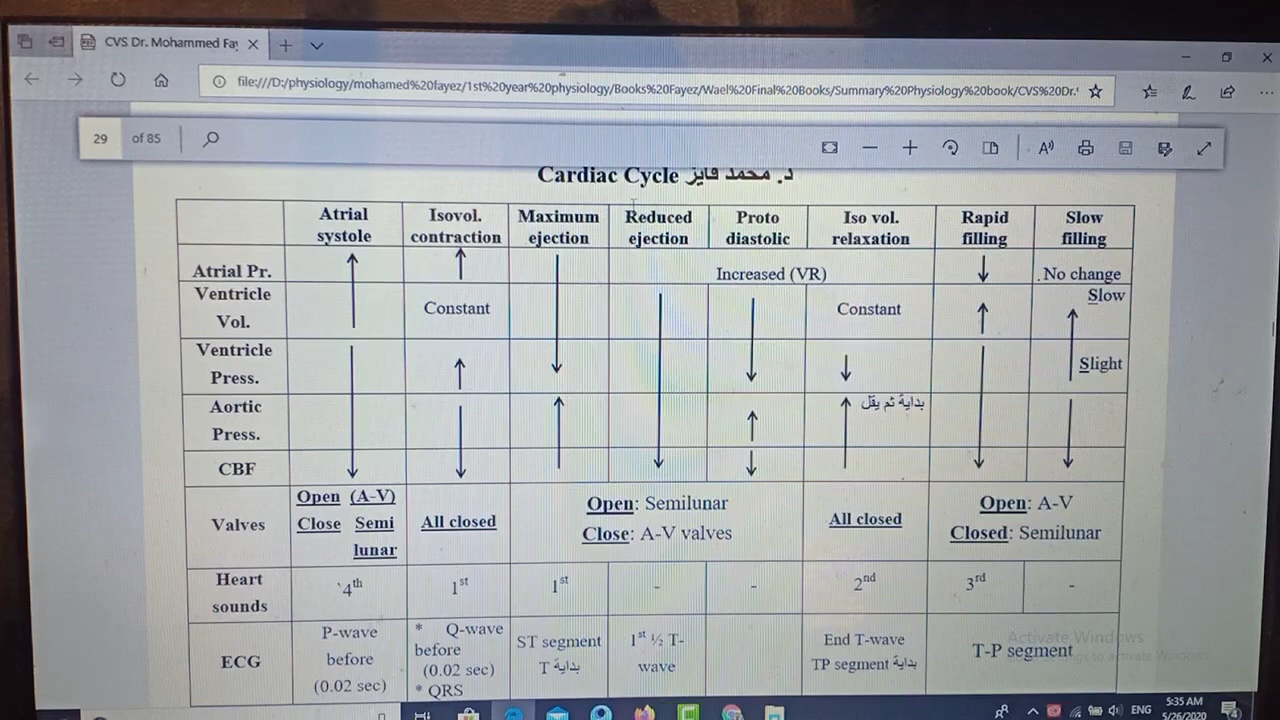 CVS Dr. Mohammed Fay
file:///D:/physiology/mohamed%20fayez/1st%20year%20physiology/Books%20Fayez/Wael%20Final%20Books/Summary%20Physiology%20book/CVS%20Dr.
29 of 85
Cardiac Cycle د. محمد فايز
Atrial systole
Isovol. contraction
Maximum ejection
Reduced ejection
Proto diastolic
Iso vol. relaxation
Rapid filling
Slow filling
Atrial Pr.
Increased (VR)
No change
Ventricle Vol.
Constant
Constant
Slow
Ventricle Press.
Slight
Aortic Press.
بداية ثم يقل
CBF
Valves
Open (A-V)
Close Semi
lunar
All closed
Open: Semilunar
Close: A-V valves
All closed
Open: A-V
Closed: Semilunar
Heart sounds
4th
1st
1st
-
-
2nd
3rd
-
ECG
P-wave before (0.02 sec)
* Q-wave before (0.02 sec)
* QRS
ST segment
بداية T
1st ½ T-wave
End T-wave
TP segment بداية
T-P segment
Activate Windows
ENG
5:35 AM
5/26/2020